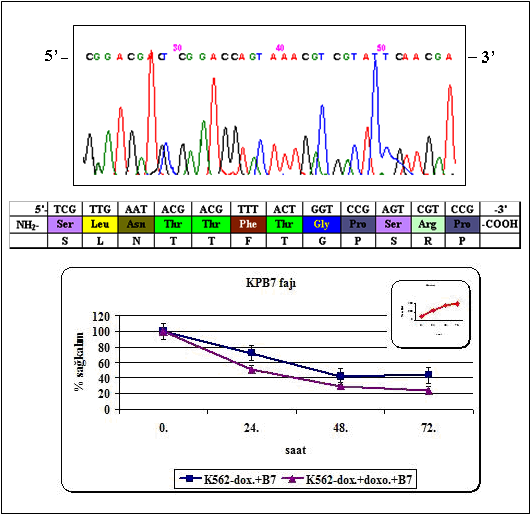 30 40 50
5’ – CGGACGACTCGGACCAGTAAACGTCGTATTCAACGA – 3’
5'- TCG TTG AAT ACG ACG TTT ACT GGT CCG AGT CGT CCG -3'
NH2- Ser Leu Asn Thr Thr Phe Thr Gly Pro Ser Arg Pro -COOH
S L N T T F T G P S R P
KPB7 fajı
% sağkalım
120
100
80
60
40
20
0
0. 24. 48. 72.
saat
K562-dox.+B7 K562-dox.+doxo.+B7